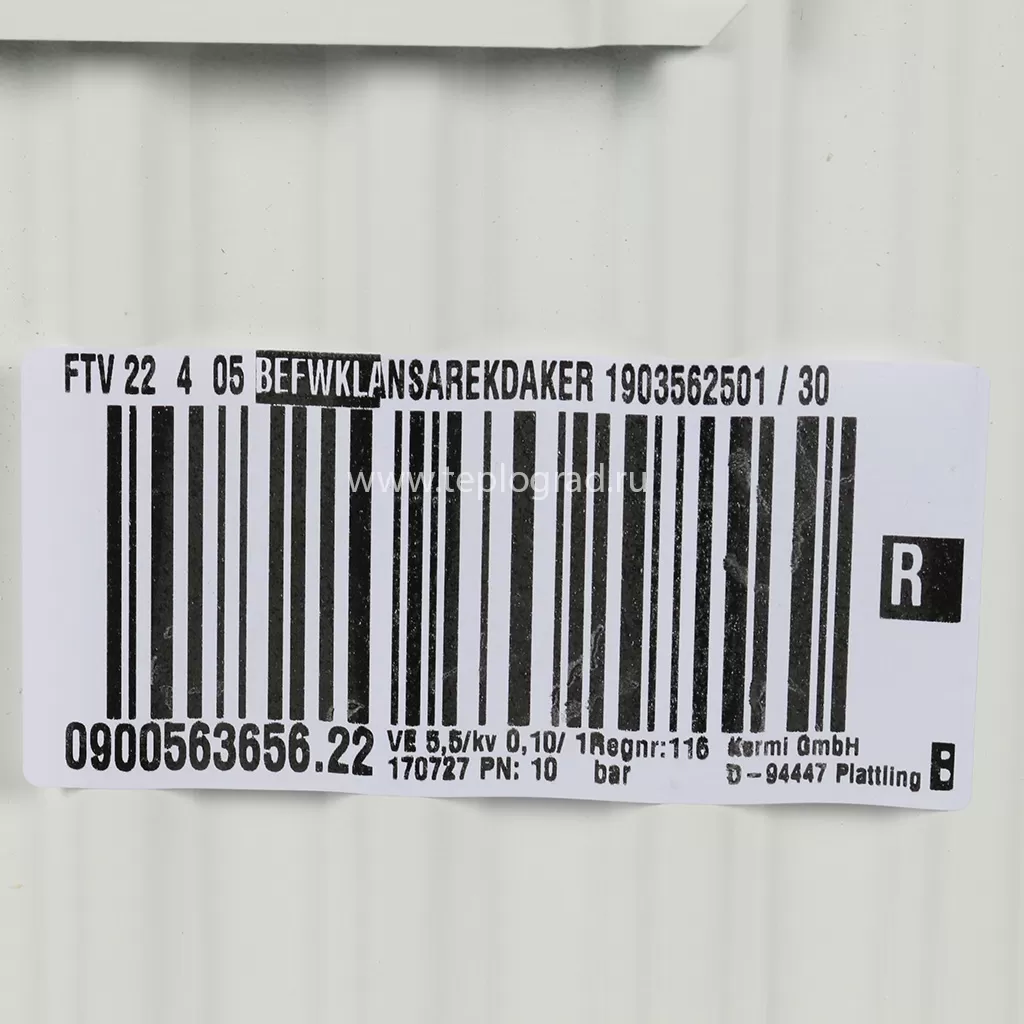 FTV 22 4 05 BEFWKLANSAREKDAKER 1903562501 / 30
www.teplograd.ru
R
0900563656.22
VE 5,5/kv 0,10/ 1Regnr:116
170727 PN: 10 bar
Kermi GmbH
D-94447 Plattling
B